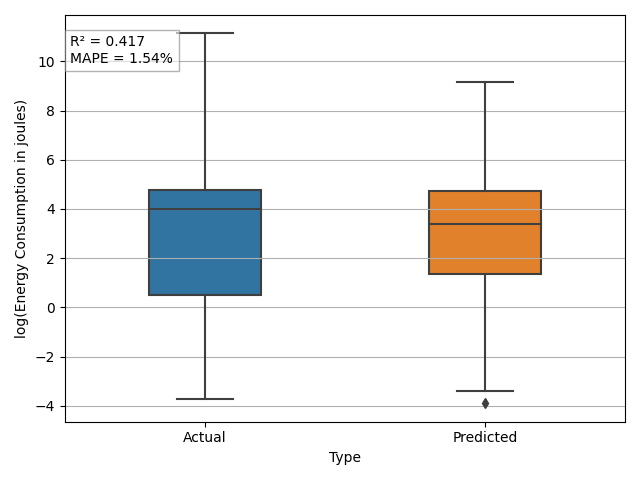 R² = 0.417
MAPE = 1.54%
log(Energy Consumption in joules)
10
8
6
4
2
0
−2
−4
Actual
Predicted
Type